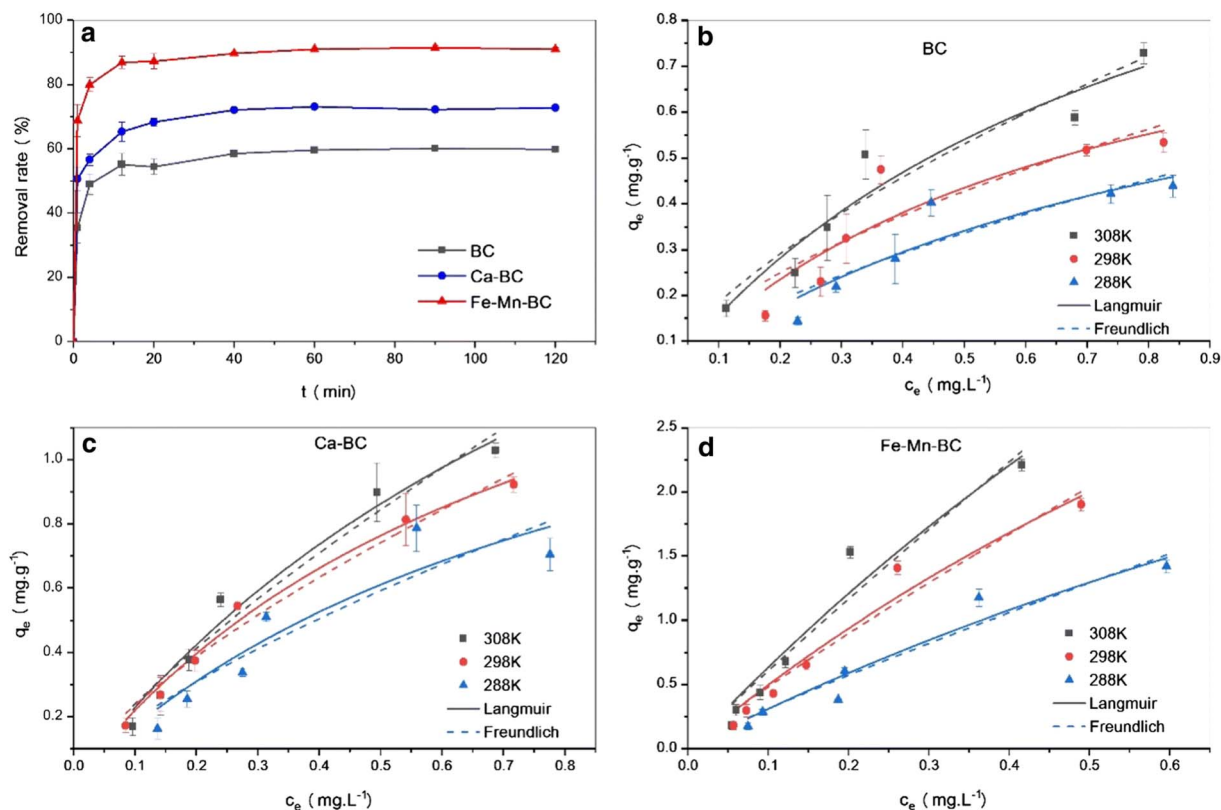 a
100
80
60
40
20
0
Removal rate (%)
BC
Ca-BC
Fe-Mn-BC
0 20 40 60 80 100 120
t ( min)
b
BC
0.8
0.7
0.6
0.5
0.4
0.3
0.2
0.1
qe ( mg.g-1)
308K
298K
288K
Langmuir
Freundlich
0.1 0.2 0.3 0.4 0.5 0.6 0.7 0.8 0.9
ce ( mg.L-1)
c
Ca-BC
1.0
0.8
0.6
0.4
0.2
qe ( mg.g-1)
308K
298K
288K
Langmuir
Freundlich
0.0 0.1 0.2 0.3 0.4 0.5 0.6 0.7 0.8
ce ( mg.L-1)
d
Fe-Mn-BC
2.5
2.0
1.5
1.0
0.5
0.0
qe ( mg.g-1)
308K
298K
288K
Langmuir
Freundlich
0.0 0.1 0.2 0.3 0.4 0.5 0.6
ce ( mg.L-1)